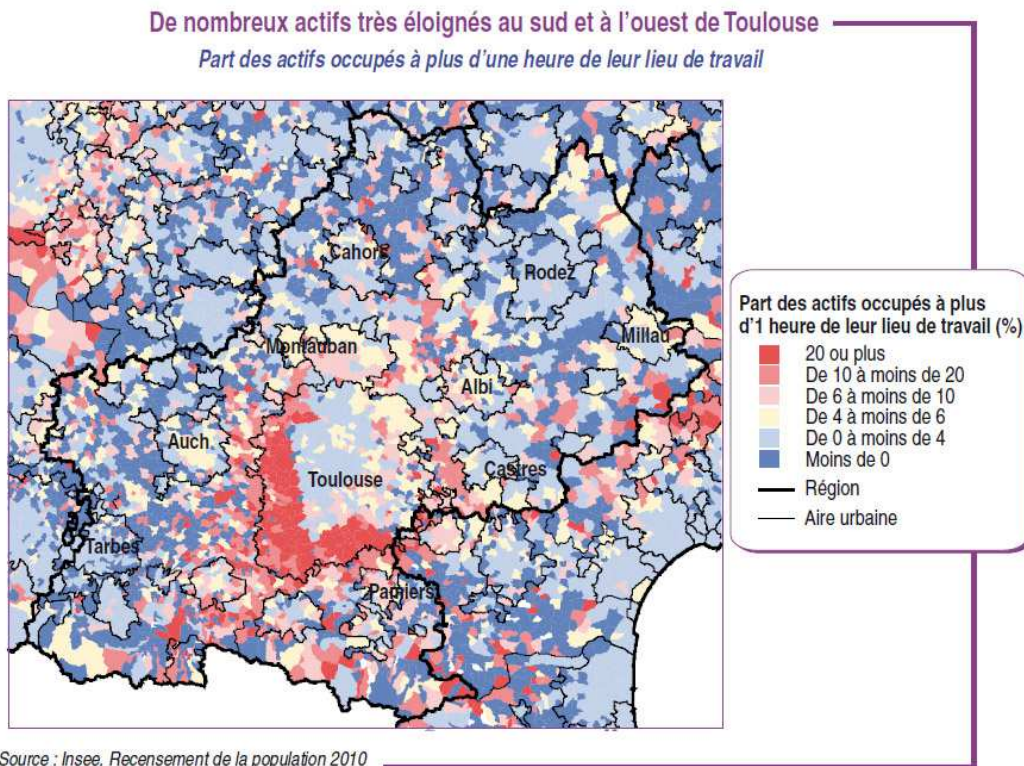 De nombreux actifs très éloignés au sud et à l'ouest de Toulouse
Part des actifs occupés à plus d'une heure de leur lieu de travail
Cahors
Rodez
Millau
Montauban
Albi
Auch
Toulouse
Castres
Tarbes
Pamiers
Part des actifs occupés à plus
d'1 heure de leur lieu de travail (%)
20 ou plus
De 10 à moins de 20
De 6 à moins de 10
De 4 à moins de 6
De 0 à moins de 4
Moins de 0
Région
Aire urbaine
Source : Insee, Recensement de la population 2010